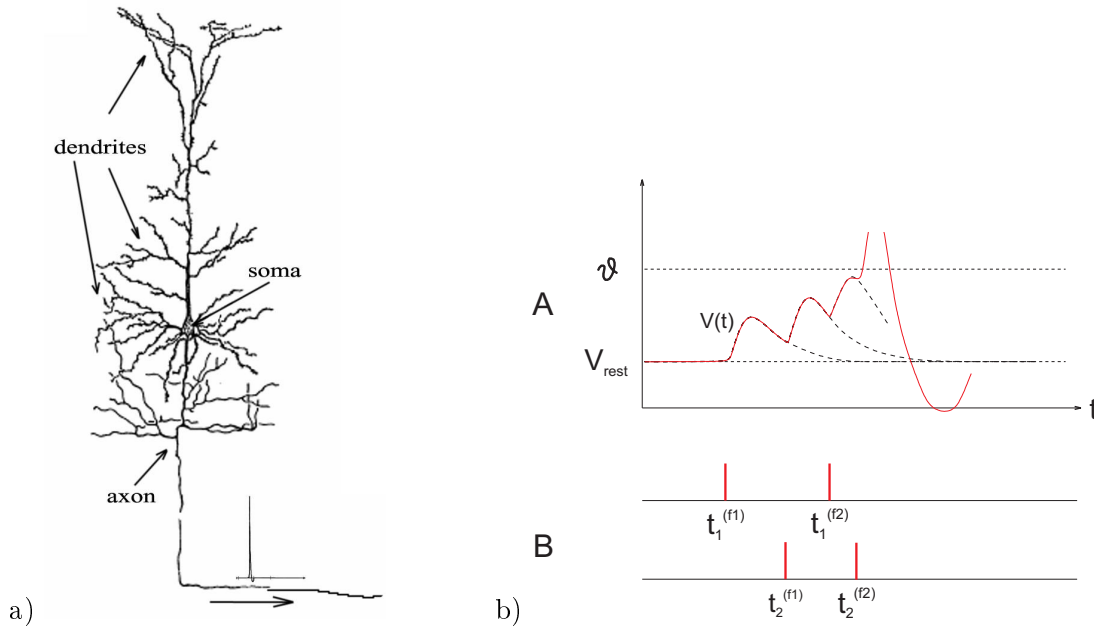 dendrites
soma
axon
a)
ϑ
A
V(t)
V_rest
t
t_1^(f1) t_1^(f2)
B
t_2^(f1) t_2^(f2)
b)